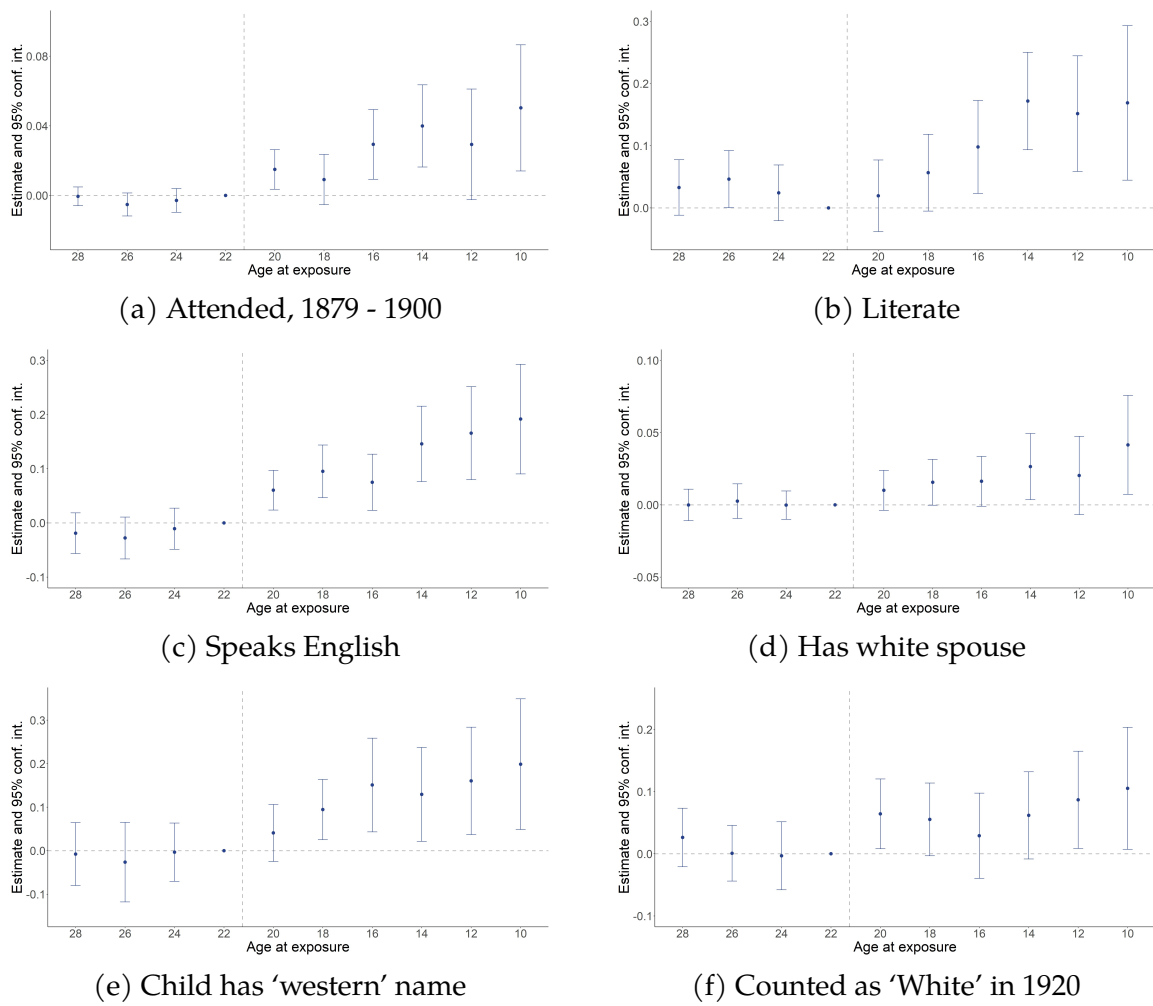 Estimate and 95% conf. int.
0.08
0.04
0.00
28 26 24 22 20 18 16 14 12 10
Age at exposure
(a) Attended, 1879 - 1900
Estimate and 95% conf. int.
0.3
0.2
0.1
0.0
28 26 24 22 20 18 16 14 12 10
Age at exposure
(b) Literate
Estimate and 95% conf. int.
0.3
0.2
0.1
0.0
-0.1
28 26 24 22 20 18 16 14 12 10
Age at exposure
(c) Speaks English
Estimate and 95% conf. int.
0.10
0.05
0.00
-0.05
28 26 24 22 20 18 16 14 12 10
Age at exposure
(d) Has white spouse
Estimate and 95% conf. int.
0.3
0.2
0.1
0.0
-0.1
28 26 24 22 20 18 16 14 12 10
Age at exposure
(e) Child has ‘western’ name
Estimate and 95% conf. int.
0.2
0.1
0.0
-0.1
28 26 24 22 20 18 16 14 12 10
Age at exposure
(f) Counted as ‘White’ in 1920